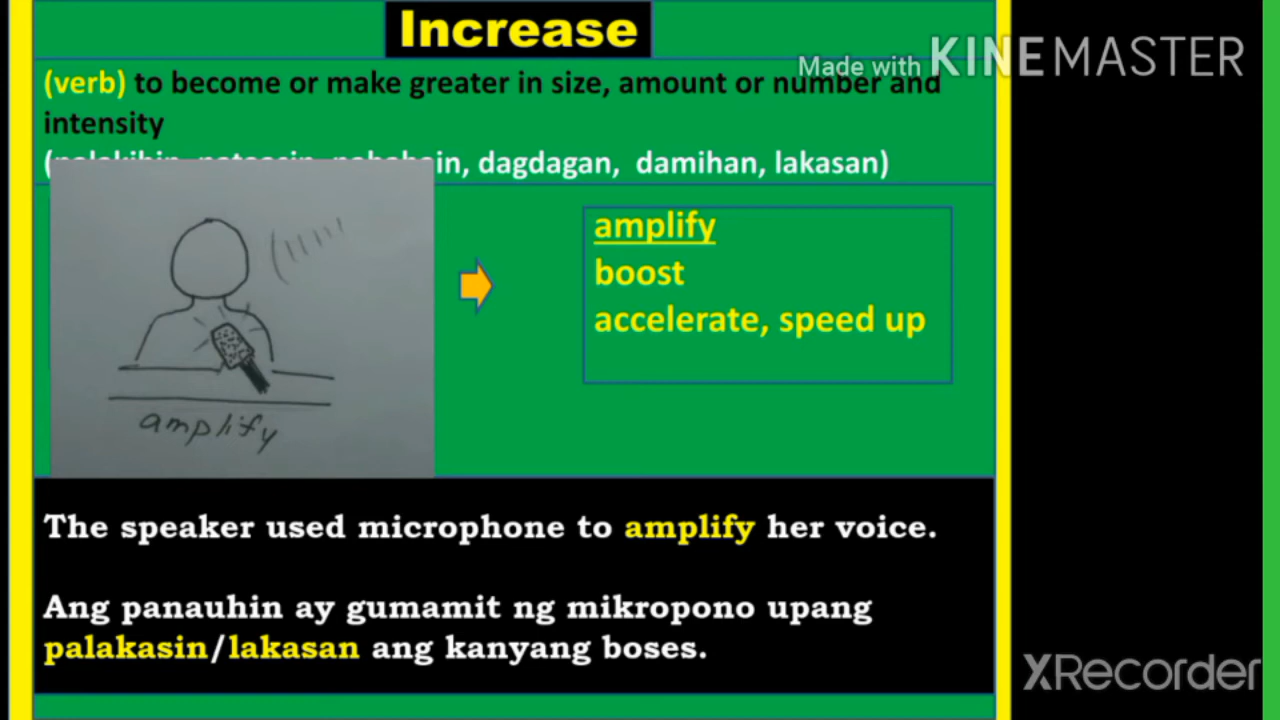 Increase
Made with KINEMASTER
(verb) to become or make greater in size, amount or number and
intensity
dagdagan, damihan, lakasan)
amplify
boost
accelerate, speed up
amplify
The speaker used microphone to amplify her voice.
Ang panauhin ay gumamit ng mikropono upang
palakasin/lakasan ang kanyang boses.
XRecorder